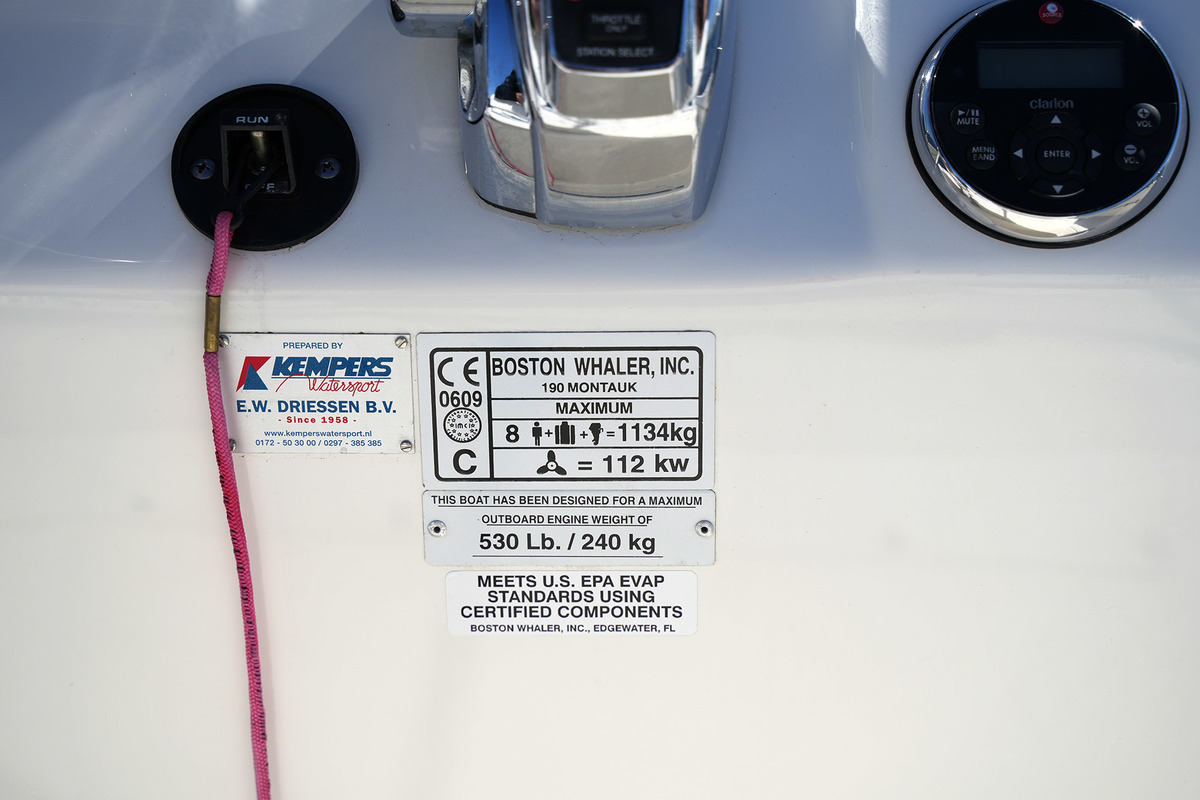 THROTTLE
ONLY
STATION SELECT
SOURCE
clarion
▶/II
MUTE
VOL
MENU
BAND
ENTER
VOL
RUN
OFF
PREPARED BY
KEMPERS
Watersport
E.W. DRIESSEN B.V.
- Since 1958 -
www.kemperswatersport.nl
0172 - 50 30 00 / 0297 - 385 385
CE
0609
IMCI
C
BOSTON WHALER, INC.
190 MONTAUK
MAXIMUM
8 + + = 1134kg
= 112 kw
THIS BOAT HAS BEEN DESIGNED FOR A MAXIMUM
OUTBOARD ENGINE WEIGHT OF
530 Lb. / 240 kg
MEETS U.S. EPA EVAP
STANDARDS USING
CERTIFIED COMPONENTS
BOSTON WHALER, INC., EDGEWATER, FL